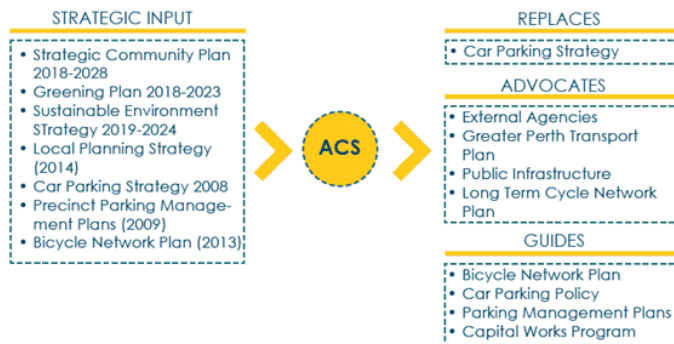 STRATEGIC INPUT
• Strategic Community Plan
2018-2028
• Greening Plan 2018-2023
• Sustainable Environment
STrategy 2019-2024
• Local Planning Strategy
(2014)
• Car Parking Strategy 2008
• Precinct Parking Manage-
ment Plans (2009)
• Bicycle Network Plan (2013)
ACS
REPLACES
• Car Parking Strategy
ADVOCATES
• External Agencies
• Greater Perth Transport
Plan
• Public Infrastructure
• Long Term Cycle Network
Plan
GUIDES
• Bicycle Network Plan
• Car Parking Policy
• Parking Management Plans
• Capital Works Program